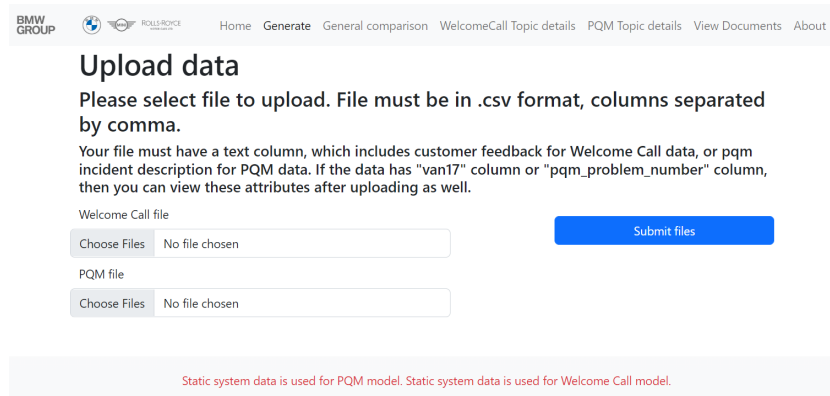 BMW
GROUP
MINI
ROLLS-ROYCE
Home Generate General comparison WelcomeCall Topic details PQM Topic details View Documents About
Upload data
Please select file to upload. File must be in .csv format, columns separated
by comma.
Your file must have a text column, which includes customer feedback for Welcome Call data, or pqm
incident description for PQM data. If the data has "van17" column or "pqm_problem_number" column,
then you can view these attributes after uploading as well.
Welcome Call file
Choose Files No file chosen
Submit files
PQM file
Choose Files No file chosen
Static system data is used for PQM model. Static system data is used for Welcome Call model.